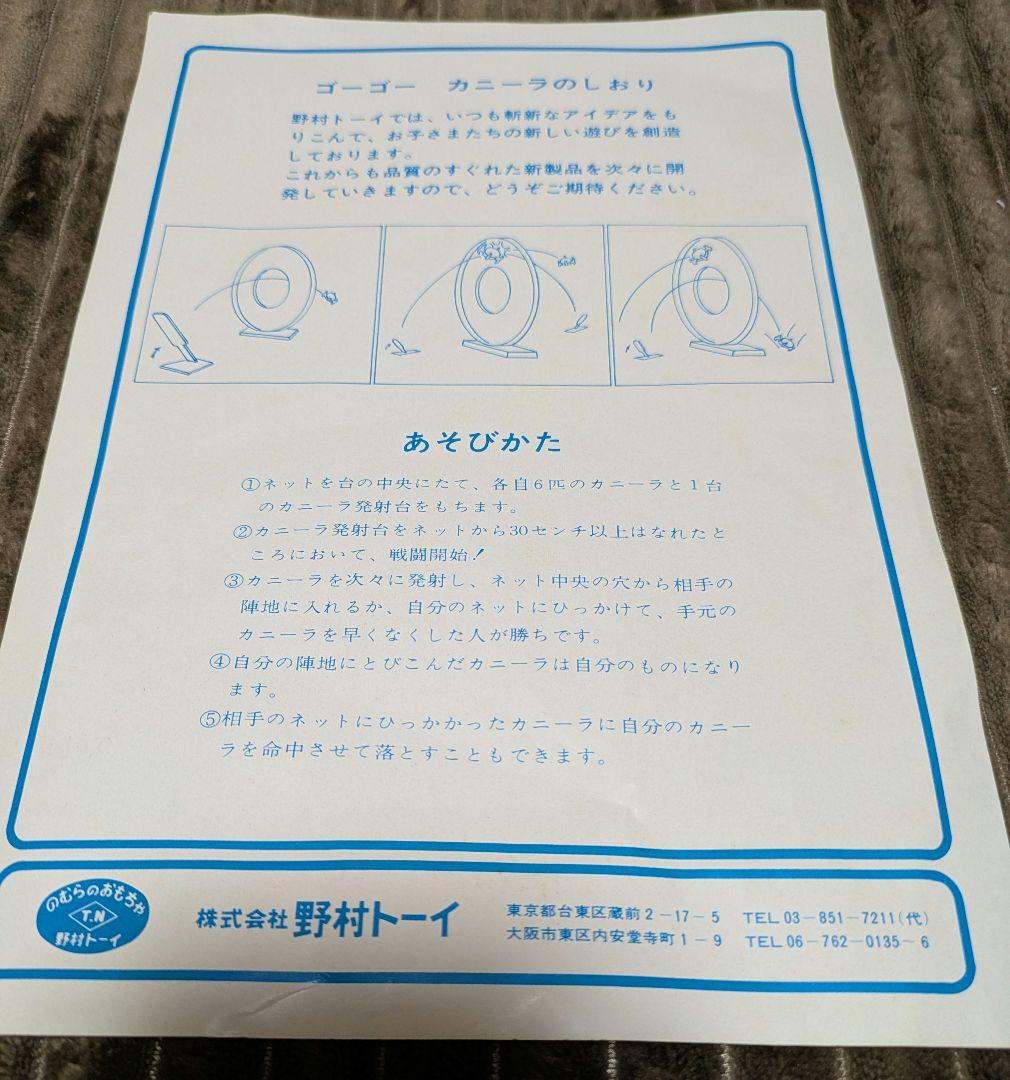 ゴーゴー　カニーラのしおり
野村トーイでは、いつも斬新なアイデアをも
りこんで、お子さまたちの新しい遊びを創造
しております。
これからも品質のすぐれた新製品を次々に開
発していきますので、どうぞご期待ください。
あそびかた
①ネットを台の中央にたて、各自6匹のカニーラと1台
のカニーラ発射台をもちます。
②カニーラ発射台をネットから30センチ以上はなれたと
ころにおいて、戦闘開始！
③カニーラを次々に発射し、ネット中央の穴から相手の
陣地に入れるか、自分のネットにひっかけて、手元の
カニーラを早くなくした人が勝ちです。
④自分の陣地にとびこんだカニーラは自分のものになり
ます。
⑤相手のネットにひっかかったカニーラに自分のカニー
ラを命中させて落とすこともできます。
のむらのおもちゃ
T.N
野村トーイ
株式会社 野村トーイ
東京都台東区蔵前2－17－5　TEL 03－851－7211(代)
大阪市東区内安堂寺町1－9　TEL 06－762－0135～6